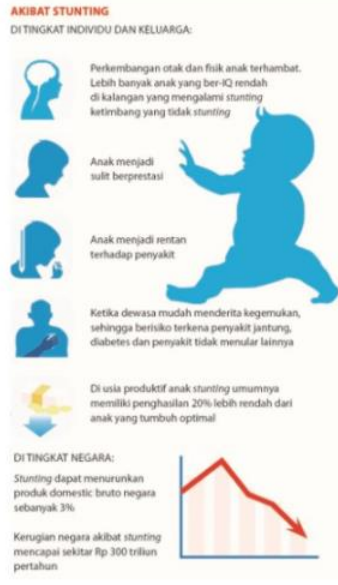 AKIBAT STUNTING
DI TINGKAT INDIVIDU DAN KELUARGA:
Perkembangan otak dan fisik anak terhambat.
Lebih banyak anak yang ber-IQ rendah
di kalangan yang mengalami stunting
ketimbang yang tidak stunting
Anak menjadi
sulit berprestasi
Anak menjadi rentan
terhadap penyakit
Ketika dewasa mudah menderita kegemukan,
sehingga berisiko terkena penyakit jantung,
diabetes dan penyakit tidak menular lainnya
Di usia produktif anak stunting umumnya
memiliki penghasilan 20% lebih rendah dari
anak yang tumbuh optimal
DI TINGKAT NEGARA:
Stunting dapat menurunkan
produk domestic bruto negara
sebanyak 3%
Kerugian negara akibat stunting
mencapai sekitar Rp 300 triliun
pertahun